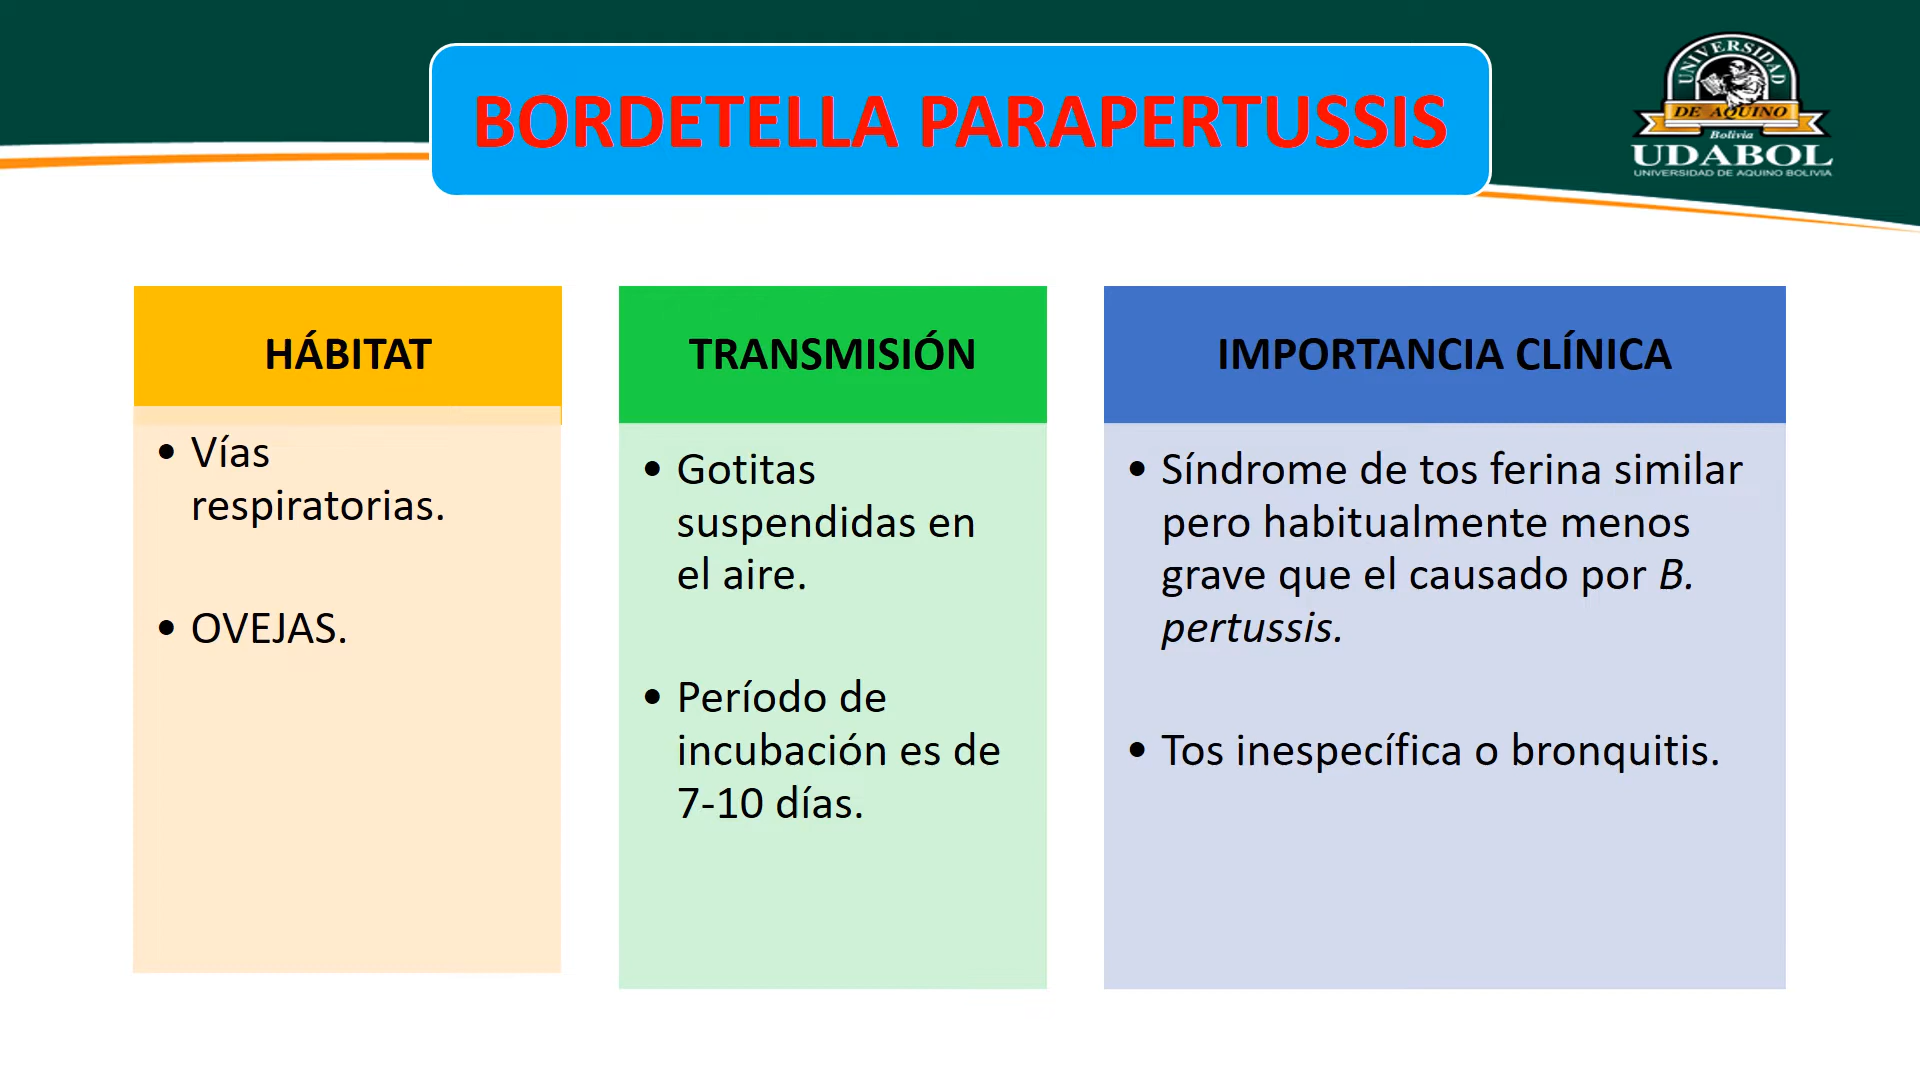 BORDETELLA PARAPERTUSSIS
UNIVERSIDAD
DE AQUINO
Bolivia
UDABOL
UNIVERSIDAD DE AQUINO BOLIVIA
HÁBITAT
• Vías
respiratorias.
• OVEJAS.
TRANSMISIÓN
• Gotitas
suspendidas en
el aire.
• Período de
incubación es de
7-10 días.
IMPORTANCIA CLÍNICA
• Síndrome de tos ferina similar
pero habitualmente menos
grave que el causado por B.
pertussis.
• Tos inespecífica o bronquitis.